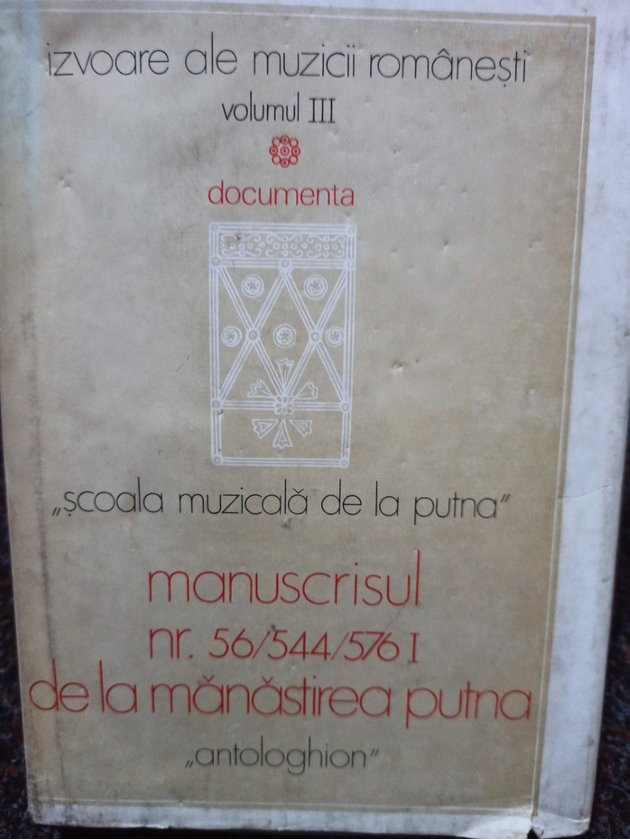 izvoare ale muzicii românești
volumul III
documenta
„școala muzicală de la putna”
manuscrisul
nr. 56/544/576 I
de la mănăstirea putna
„antologhion”